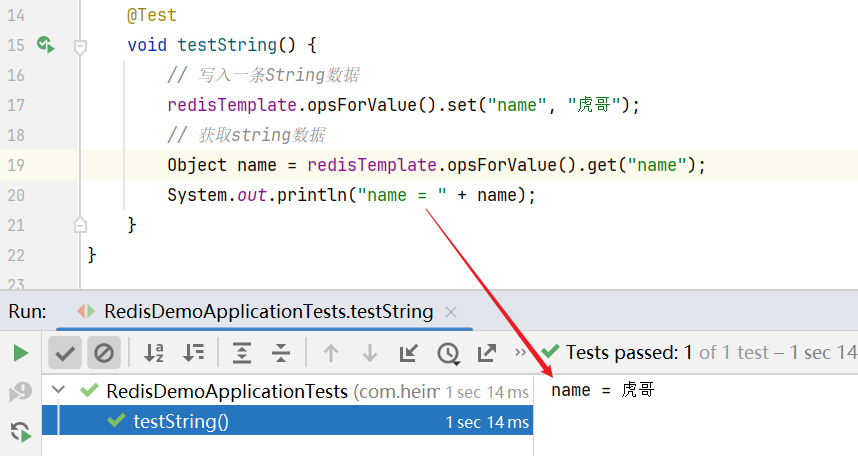 14 @Test
15 void testString() {
16 // 写入一条String数据
17 redisTemplate.opsForValue().set("name", "虎哥");
18 // 获取string数据
19 Object name = redisTemplate.opsForValue().get("name");
20 System.out.println("name = " + name);
21 }
22 }
23
Run: RedisDemoApplicationTests.testString
Tests passed: 1 of 1 test – 1 sec 14
RedisDemoApplicationTests (com.heim 1 sec 14 ms
name = 虎哥
testString() 1 sec 14 ms